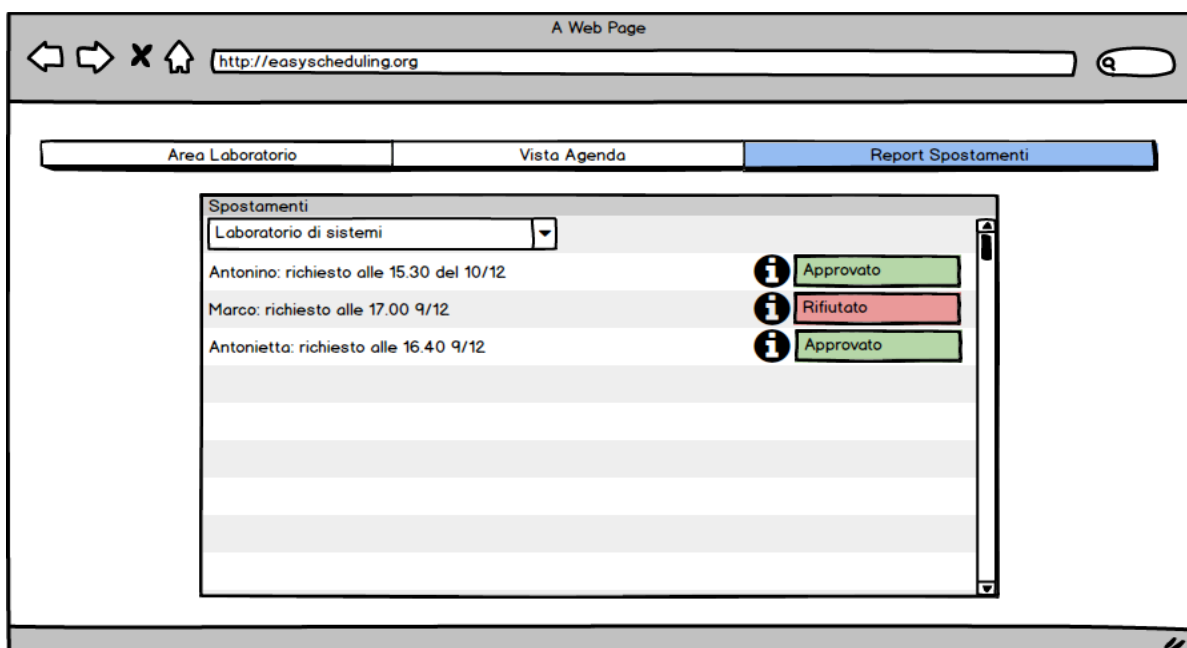 A Web Page
http://easyscheduling.org
Area Laboratorio
Vista Agenda
Report Spostamenti
Spostamenti
Laboratorio di sistemi
Antonino: richiesto alle 15.30 del 10/12
Approvato
Marco: richiesto alle 17.00 9/12
Rifiutato
Antonietta: richiesto alle 16.40 9/12
Approvato